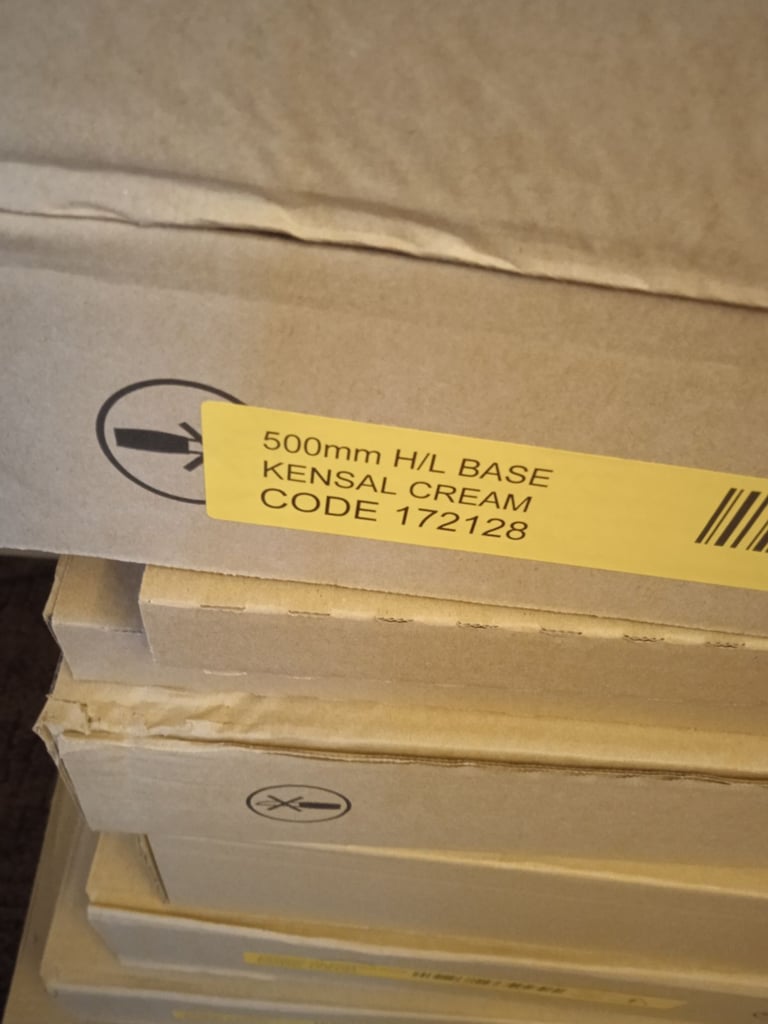 500mm H/L BASE
KENSAL CREAM
CODE 172128